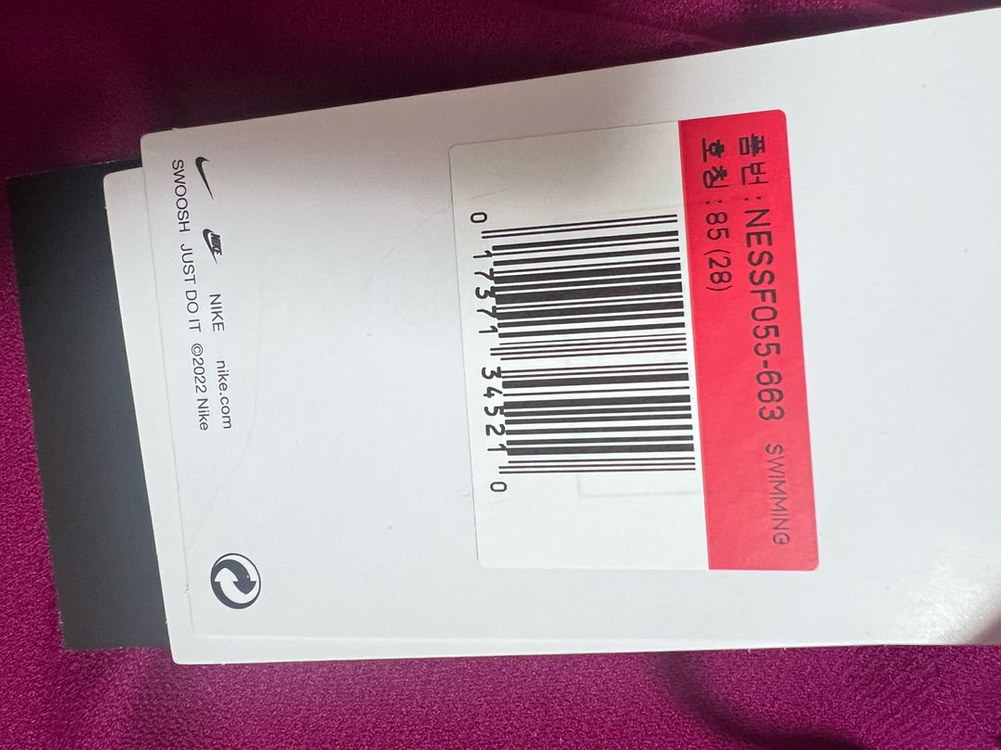 품번 : NESSF055-663 SWIMMING
호칭 : 85 (28)
0 17371 34521 0
NIKE
NIKE nike.com
SWOOSH JUST DO IT ©2022 Nike